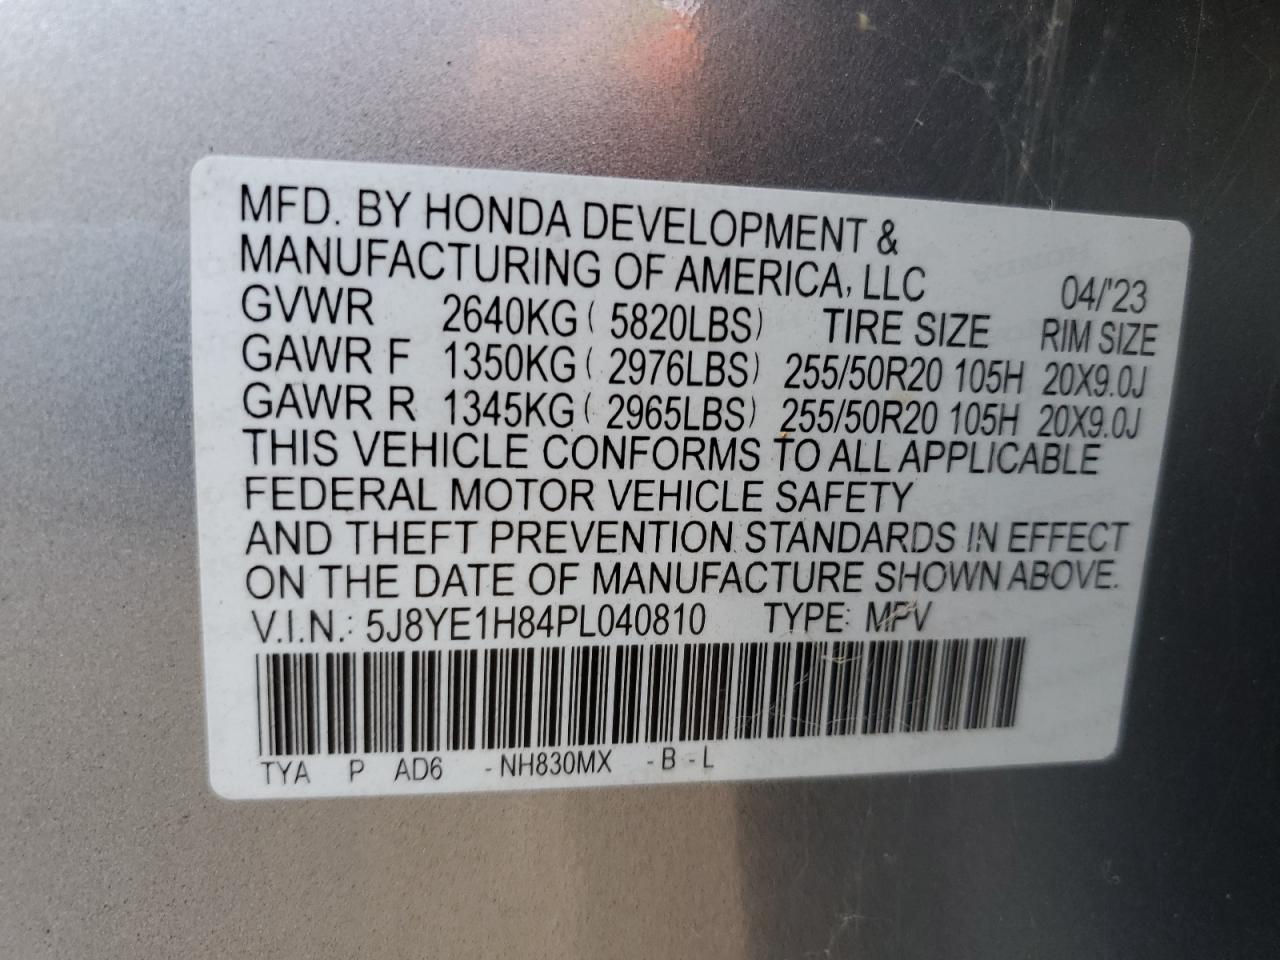 MFD. BY HONDA DEVELOPMENT &
MANUFACTURING OF AMERICA, LLC 04/'23
GVWR 2640KG ( 5820LBS) TIRE SIZE RIM SIZE
GAWR F 1350KG ( 2976LBS) 255/50R20 105H 20X9.0J
GAWR R 1345KG ( 2965LBS) 255/50R20 105H 20X9.0J
THIS VEHICLE CONFORMS TO ALL APPLICABLE
FEDERAL MOTOR VEHICLE SAFETY
AND THEFT PREVENTION STANDARDS IN EFFECT
ON THE DATE OF MANUFACTURE SHOWN ABOVE.
V.I.N.: 5J8YE1H84PL040810 TYPE: MPV
TYA P AD6 - NH830MX - B - L